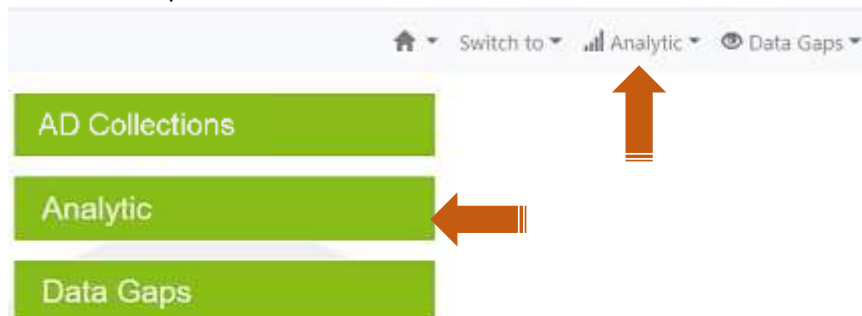 Switch to Analytic Data Gaps
AD Collections
Analytic
Data Gaps